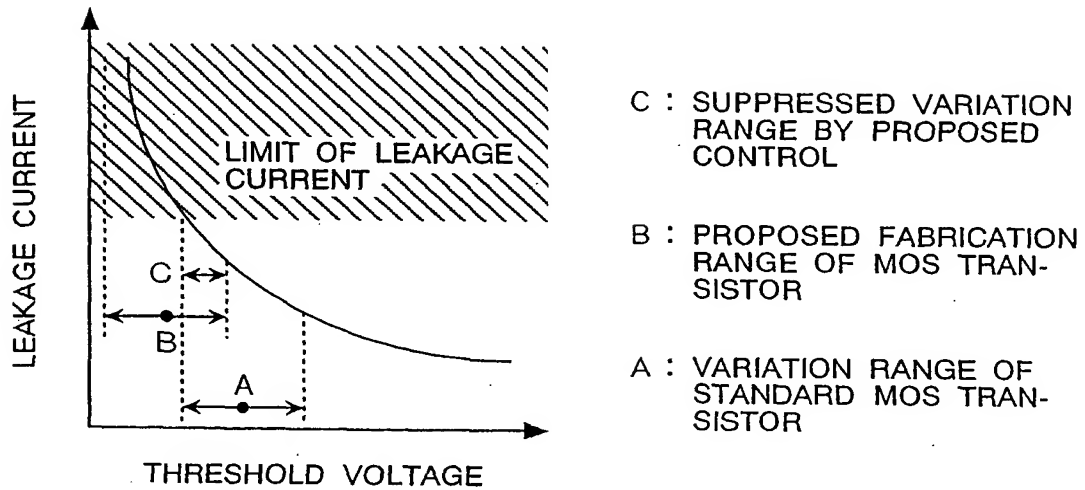 LEAKAGE CURRENT
LIMIT OF LEAKAGE
CURRENT
C
B
A
THRESHOLD VOLTAGE
C : SUPPRESSED VARIATION
RANGE BY PROPOSED
CONTROL
B : PROPOSED FABRICATION
RANGE OF MOS TRAN-
SISTOR
A : VARIATION RANGE OF
STANDARD MOS TRAN-
SISTOR